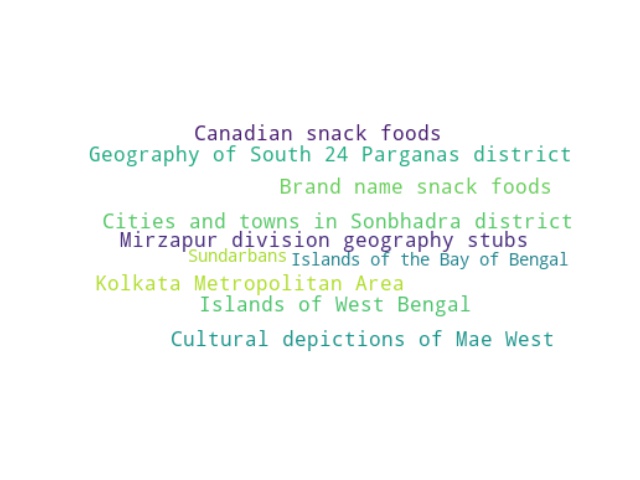 Canadian snack foods
Geography of South 24 Parganas district
Brand name snack foods
Cities and towns in Sonbhadra district
Mirzapur division geography stubs
Sundarbans
Islands of the Bay of Bengal
Kolkata Metropolitan Area
Islands of West Bengal
Cultural depictions of Mae West